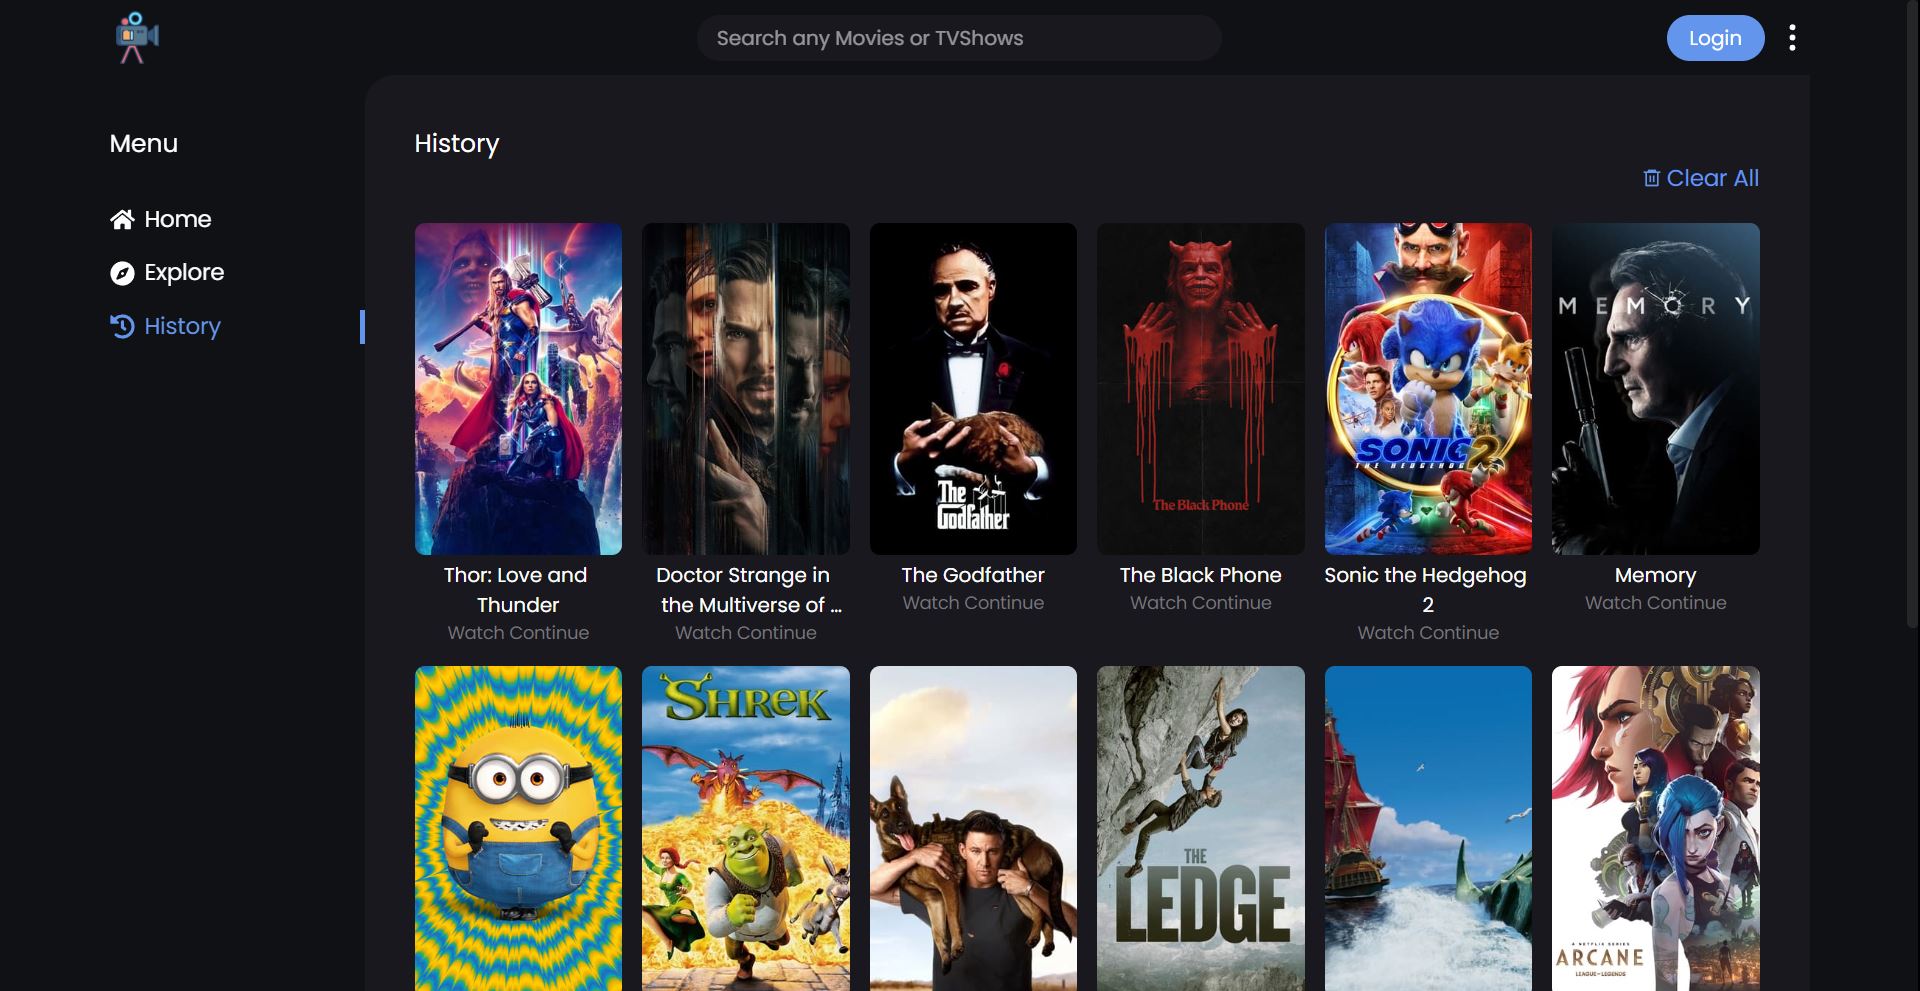 Search any Movies or TVShows
Login
Menu
Home
Explore
History
History
Clear All
The
Godfather
The Black Phone
SONIC 2
THE HEDGEHOG
MEMORY
Thor: Love and
Thunder
Watch Continue
Doctor Strange in
the Multiverse of ...
Watch Continue
The Godfather
Watch Continue
The Black Phone
Watch Continue
Sonic the Hedgehog
2
Watch Continue
Memory
Watch Continue
SHREK
THE
LEDGE
A NETFLIX SERIES
ARCANE
LEAGUE OF LEGENDS